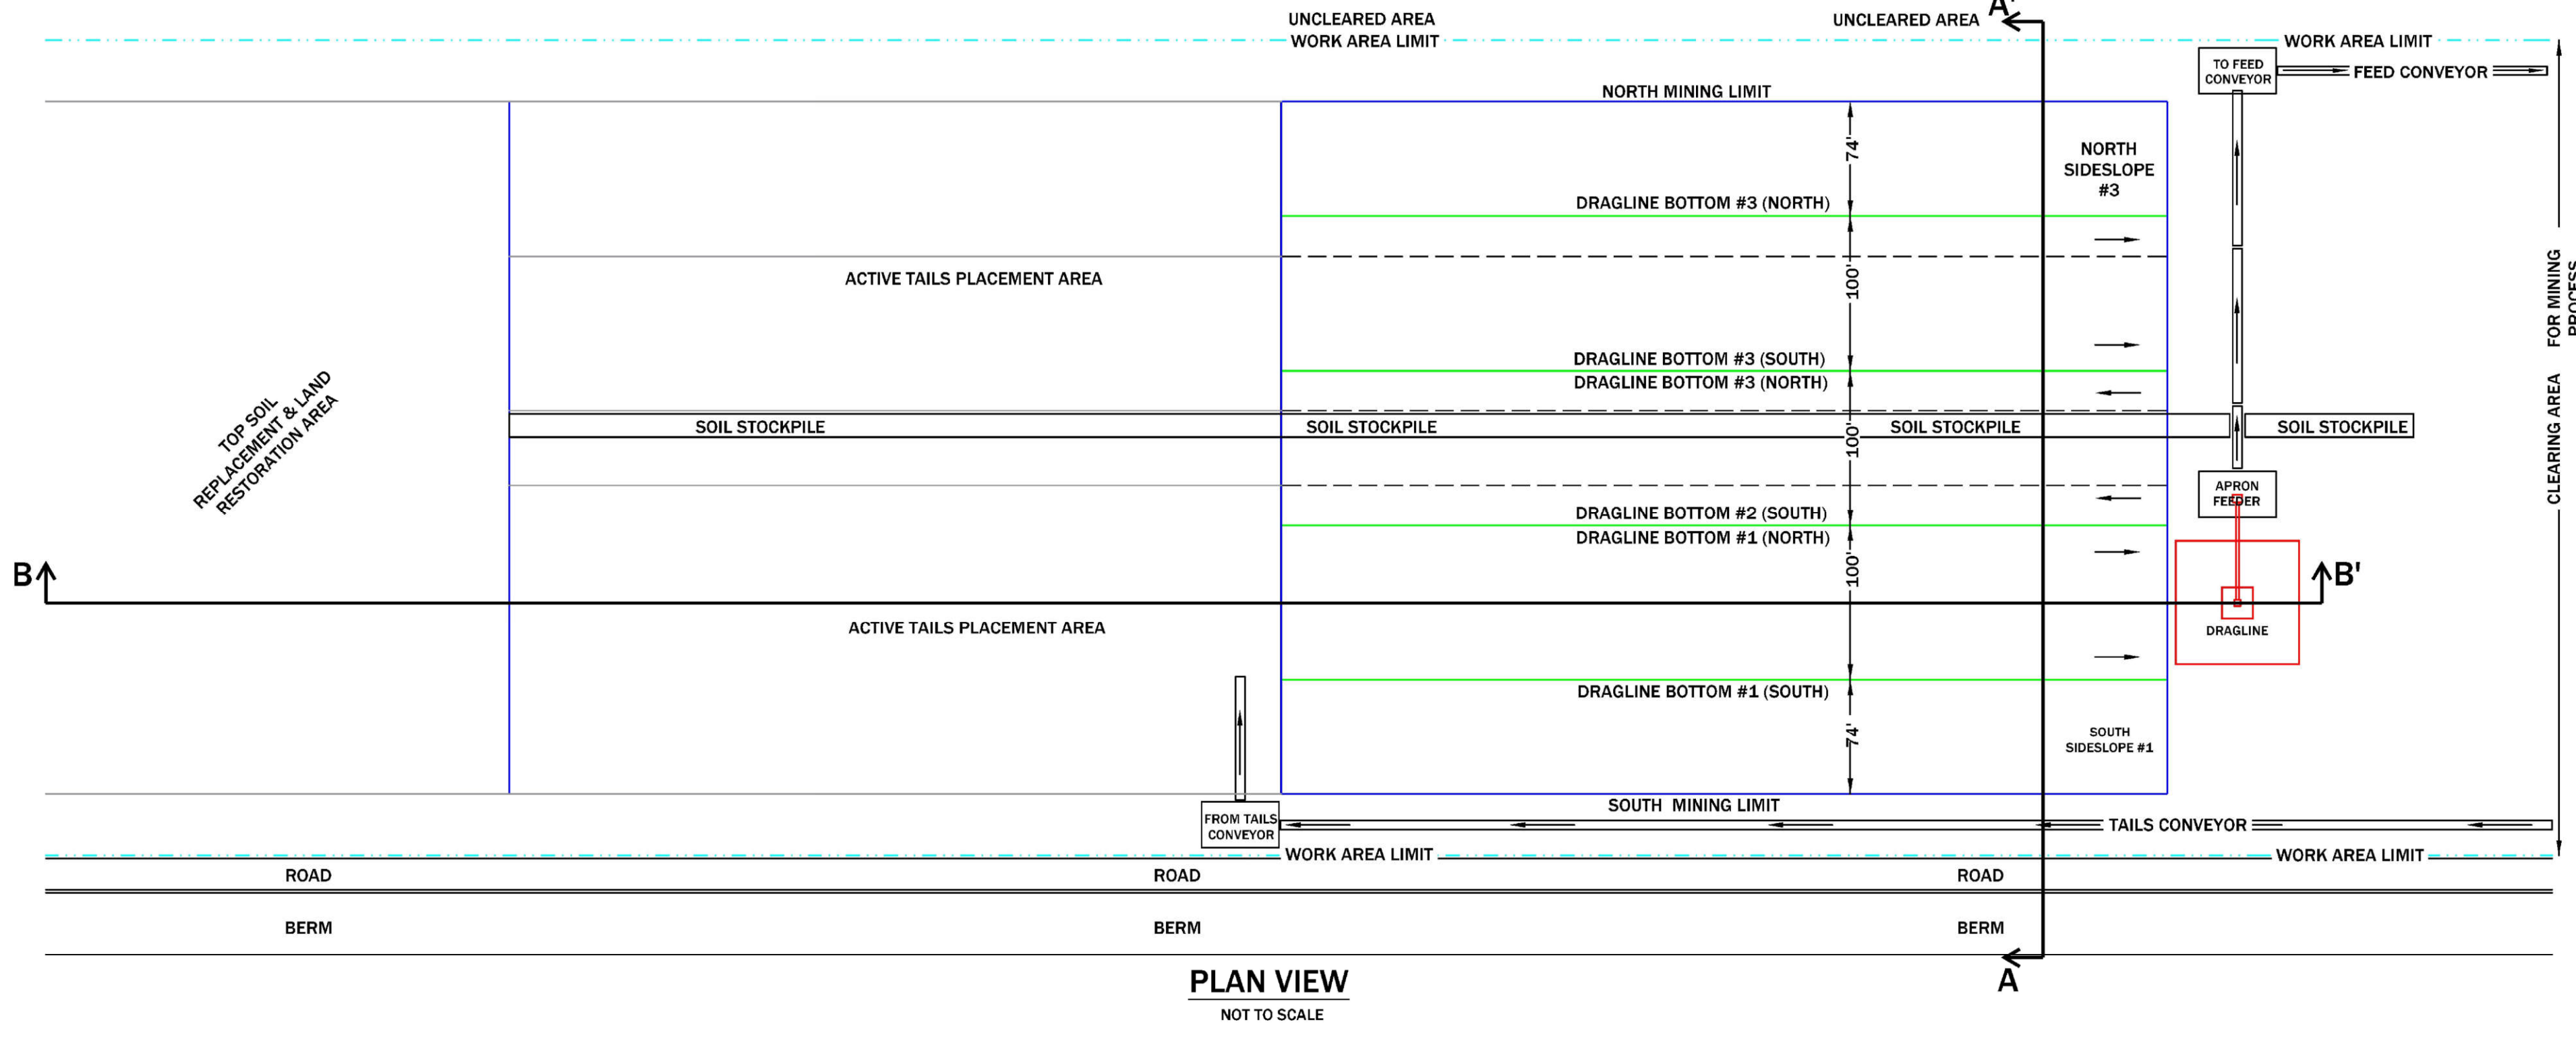 UNCLEARED AREA
WORK AREA LIMIT
UNCLEARED AREA
A'
WORK AREA LIMIT
TO FEED
CONVEYOR
FEED CONVEYOR
NORTH MINING LIMIT
74'
NORTH
SIDESLOPE
#3
DRAGLINE BOTTOM #3 (NORTH)
ACTIVE TAILS PLACEMENT AREA
100'
DRAGLINE BOTTOM #3 (SOUTH)
DRAGLINE BOTTOM #3 (NORTH)
CLEARING AREA FOR MINING
PROCESS
TOP SOIL
REPLACEMENT & LAND
RESTORATION AREA
SOIL STOCKPILE
SOIL STOCKPILE
100'
SOIL STOCKPILE
SOIL STOCKPILE
APRON
FEEDER
DRAGLINE BOTTOM #2 (SOUTH)
DRAGLINE BOTTOM #1 (NORTH)
100'
B
B'
ACTIVE TAILS PLACEMENT AREA
DRAGLINE
DRAGLINE BOTTOM #1 (SOUTH)
74'
SOUTH
SIDESLOPE #1
SOUTH MINING LIMIT
FROM TAILS
CONVEYOR
TAILS CONVEYOR
WORK AREA LIMIT
WORK AREA LIMIT
ROAD
ROAD
ROAD
BERM
BERM
BERM
A
PLAN VIEW
NOT TO SCALE